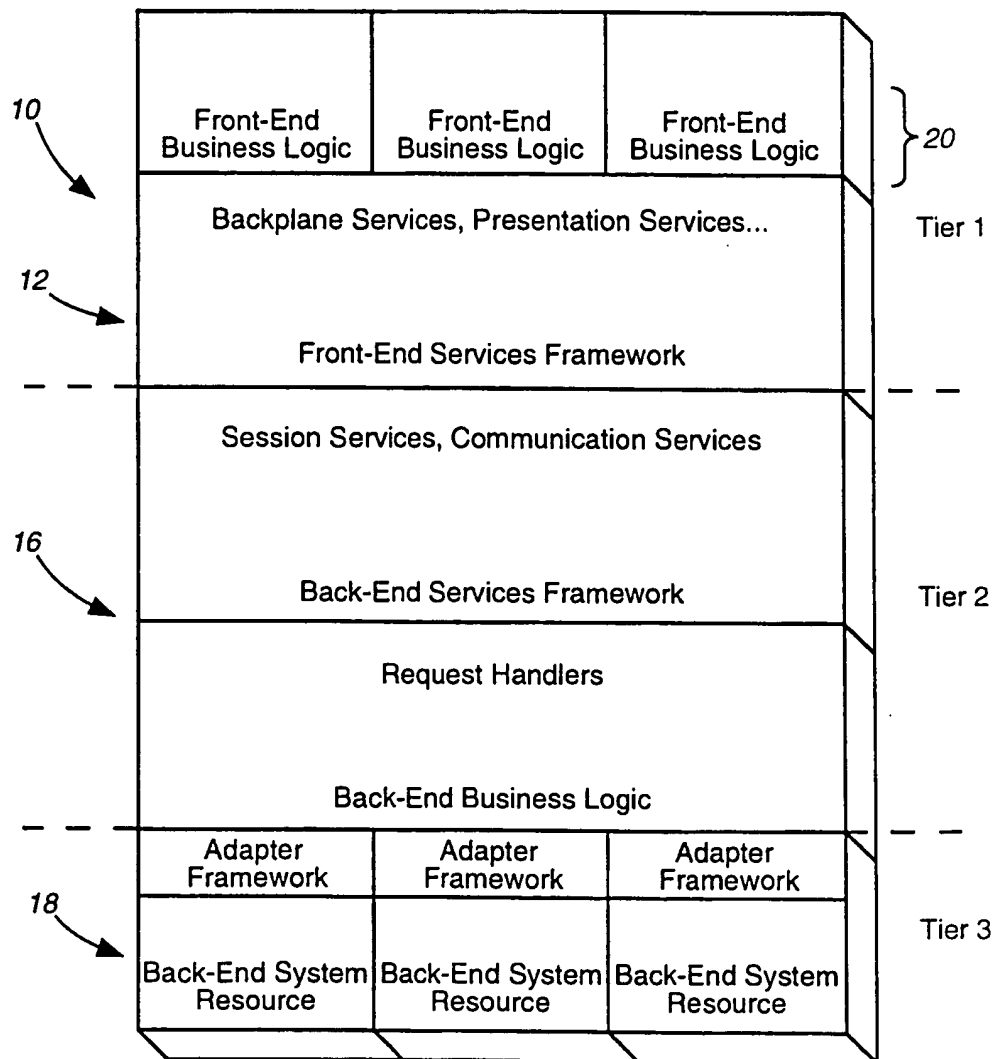 10
Front-End
Business Logic
Front-End
Business Logic
Front-End
Business Logic
20
Backplane Services, Presentation Services...
Tier 1
12
Front-End Services Framework
Session Services, Communication Services
16
Back-End Services Framework
Tier 2
Request Handlers
Back-End Business Logic
Adapter
Framework
Adapter
Framework
Adapter
Framework
18
Tier 3
Back-End System
Resource
Back-End System
Resource
Back-End System
Resource